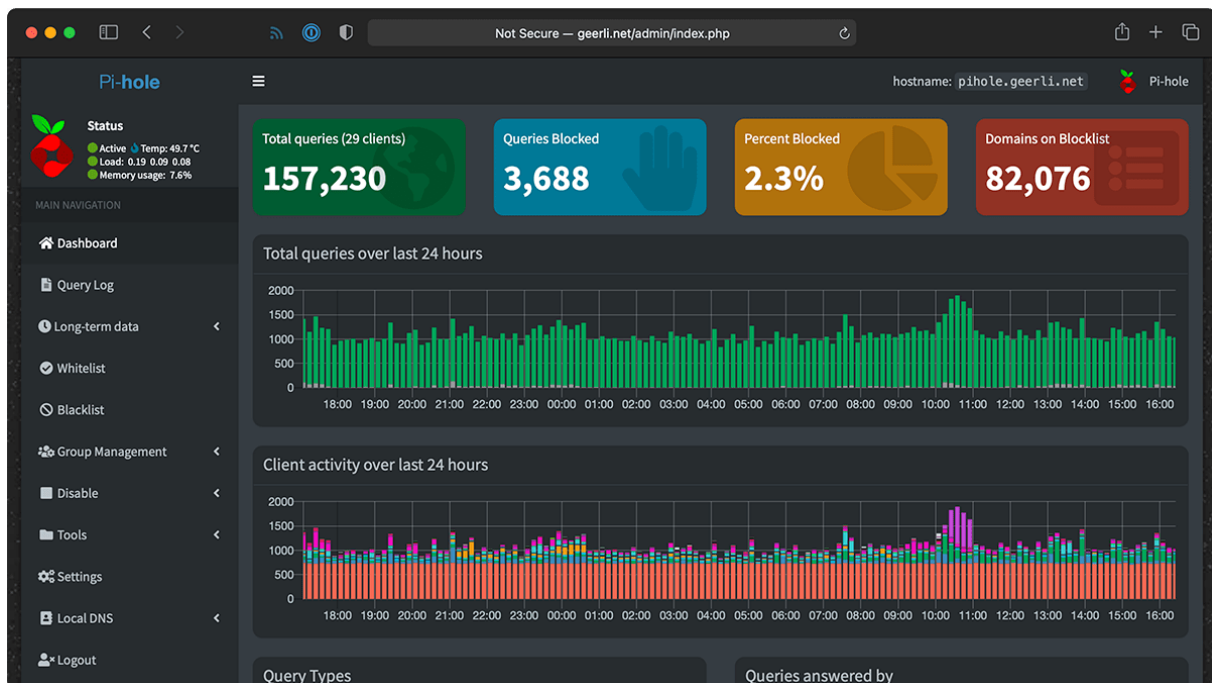 Not Secure — geerli.net/admin/index.php
Pi-hole
hostname: pihole.geerli.net
Pi-hole
Status
Active Temp: 49.7 °C
Load: 0.19 0.09 0.08
Memory usage: 7.6%
MAIN NAVIGATION
Dashboard
Query Log
Long-term data
Whitelist
Blacklist
Group Management
Disable
Tools
Settings
Local DNS
Logout
Total queries (29 clients)
157,230
Queries Blocked
3,688
Percent Blocked
2.3%
Domains on Blocklist
82,076
Total queries over last 24 hours
2000
1500
1000
500
0
18:00 19:00 20:00 21:00 22:00 23:00 00:00 01:00 02:00 03:00 04:00 05:00 06:00 07:00 08:00 09:00 10:00 11:00 12:00 13:00 14:00 15:00 16:00
Client activity over last 24 hours
2000
1500
1000
500
0
18:00 19:00 20:00 21:00 22:00 23:00 00:00 01:00 02:00 03:00 04:00 05:00 06:00 07:00 08:00 09:00 10:00 11:00 12:00 13:00 14:00 15:00 16:00
Query Types
Queries answered by